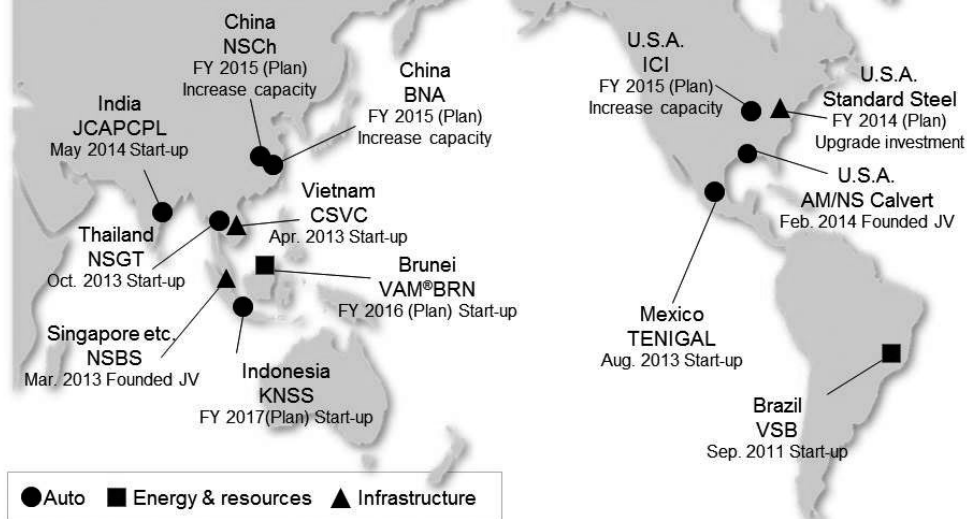 China
NSCh
FY 2015 (Plan)
Increase capacity
China
BNA
FY 2015 (Plan)
Increase capacity
India
JCAPCPL
May 2014 Start-up
Vietnam
CSVC
Apr. 2013 Start-up
Thailand
NSGT
Oct. 2013 Start-up
Brunei
VAM®BRN
FY 2016 (Plan) Start-up
Singapore etc.
NSBS
Mar. 2013 Founded JV
Indonesia
KNSS
FY 2017(Plan) Start-up
U.S.A.
ICI
FY 2015 (Plan)
Increase capacity
U.S.A.
Standard Steel
FY 2014 (Plan)
Upgrade investment
U.S.A.
AM/NS Calvert
Feb. 2014 Founded JV
Mexico
TENIGAL
Aug. 2013 Start-up
Brazil
VSB
Sep. 2011 Start-up
Auto Energy & resources Infrastructure